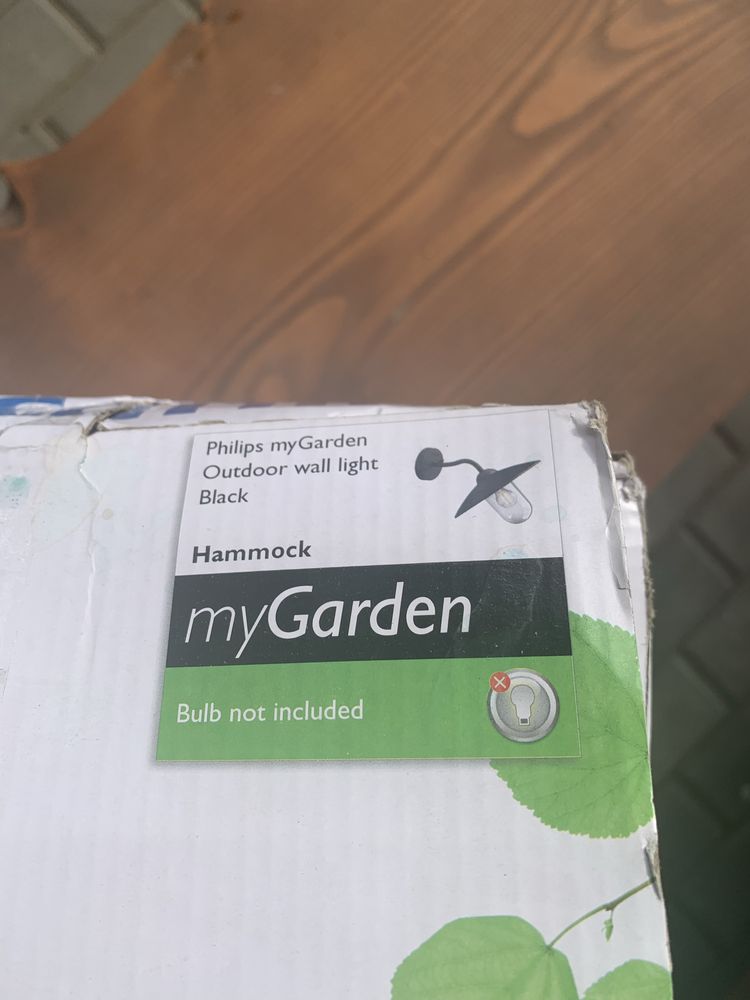 Philips myGarden
Outdoor wall light
Black
Hammock
myGarden
Bulb not included